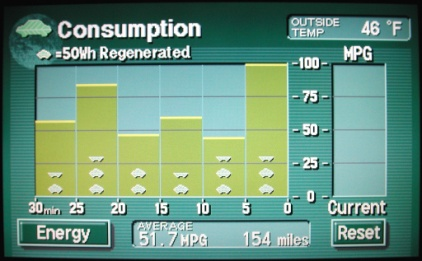 Consumption
OUTSIDE TEMP 46 °F
=50Wh Regenerated
MPG
100
75
50
25
0
30min 25 20 15 10 5 0
Current
Energy
AVERAGE
51.7 MPG 154 miles
Reset